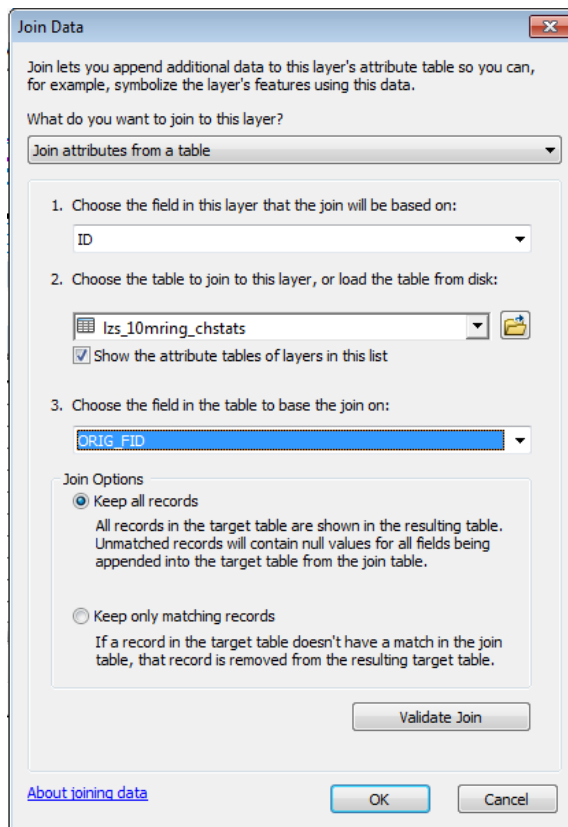 Join Data
Join lets you append additional data to this layer's attribute table so you can,
for example, symbolize the layer's features using this data.
What do you want to join to this layer?
Join attributes from a table
1. Choose the field in this layer that the join will be based on:
ID
2. Choose the table to join to this layer, or load the table from disk:
lzs_10mring_chstats
Show the attribute tables of layers in this list
3. Choose the field in the table to base the join on:
ORIG_FID
Join Options
Keep all records
All records in the target table are shown in the resulting table.
Unmatched records will contain null values for all fields being
appended into the target table from the join table.
Keep only matching records
If a record in the target table doesn't have a match in the join
table, that record is removed from the resulting target table.
Validate Join
About joining data
OK
Cancel